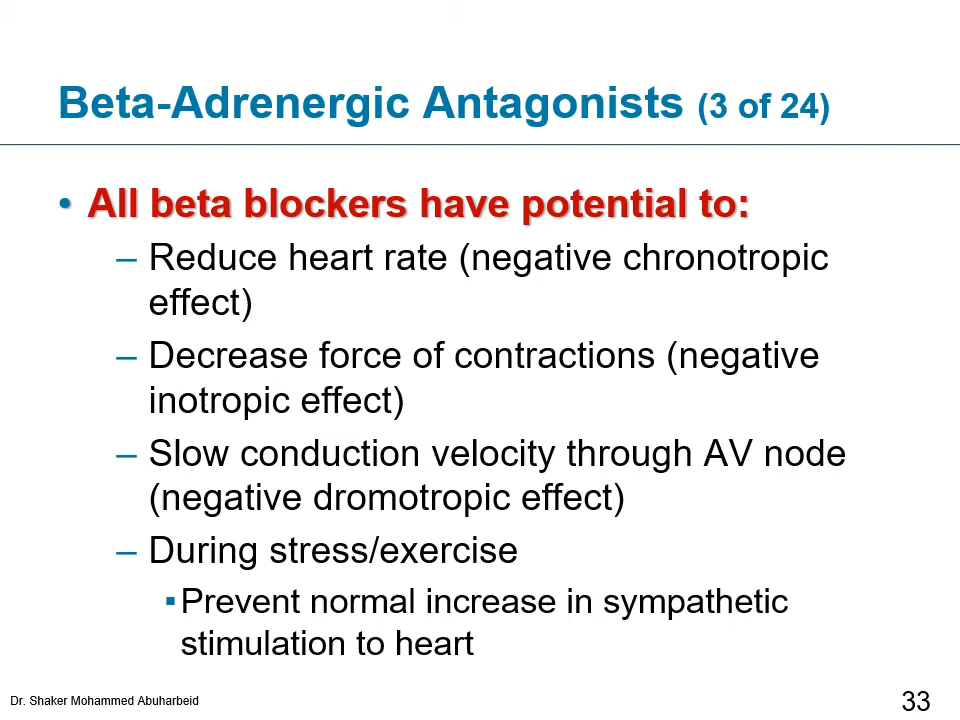 Beta-Adrenergic Antagonists (3 of 24)
• All beta blockers have potential to:
– Reduce heart rate (negative chronotropic
effect)
– Decrease force of contractions (negative
inotropic effect)
– Slow conduction velocity through AV node
(negative dromotropic effect)
– During stress/exercise
▪ Prevent normal increase in sympathetic
stimulation to heart
Dr. Shaker Mohammed Abuharbeid
33